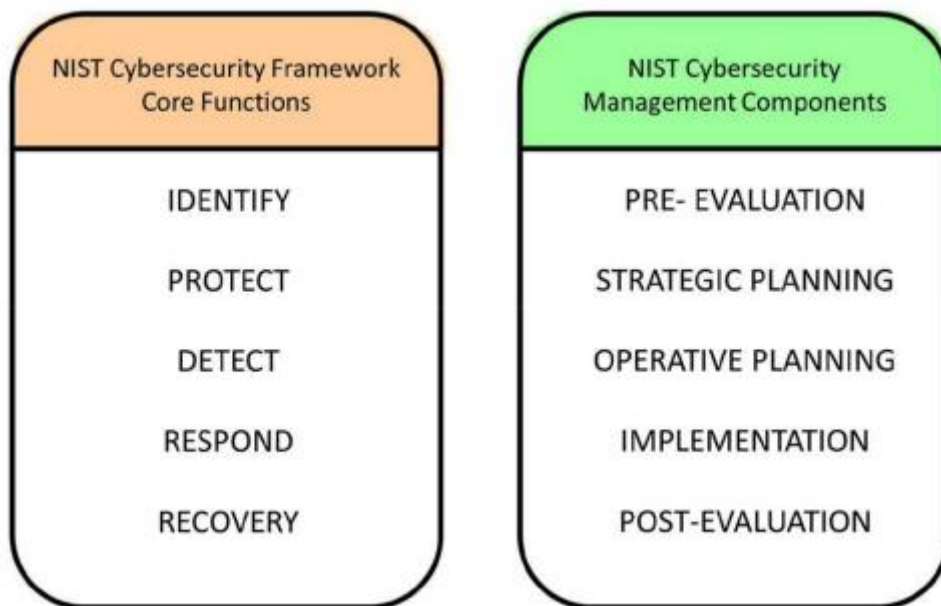 NIST Cybersecurity Framework
Core Functions
IDENTIFY
PROTECT
DETECT
RESPOND
RECOVERY
NIST Cybersecurity
Management Components
PRE- EVALUATION
STRATEGIC PLANNING
OPERATIVE PLANNING
IMPLEMENTATION
POST-EVALUATION